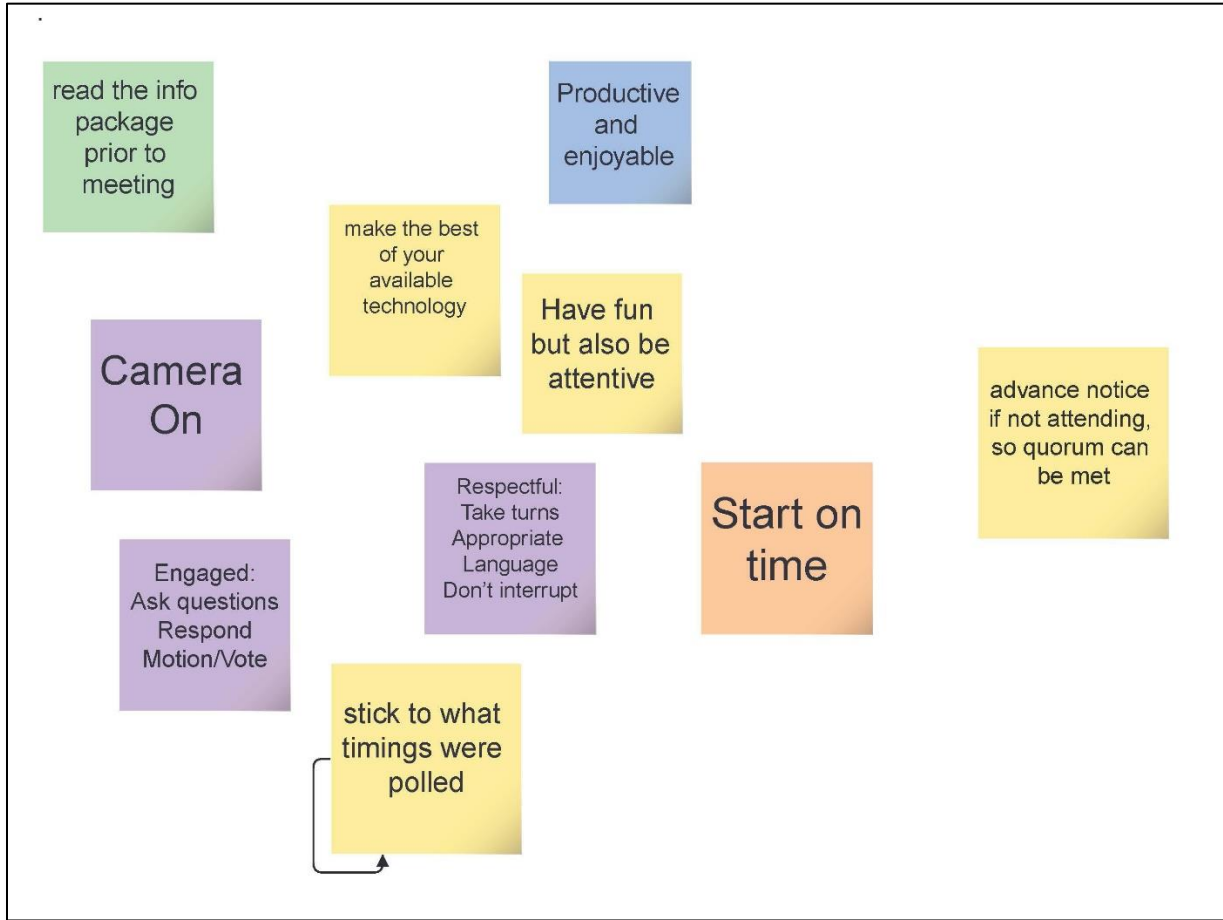 read the info
package
prior to
meeting
Productive
and
enjoyable
make the best
of your
available
technology
Have fun
but also be
attentive
Camera
On
advance notice
if not attending,
so quorum can
be met
Respectful:
Take turns
Appropriate
Language
Don't interrupt
Start on
time
Engaged:
Ask questions
Respond
Motion/Vote
stick to what
timings were
polled